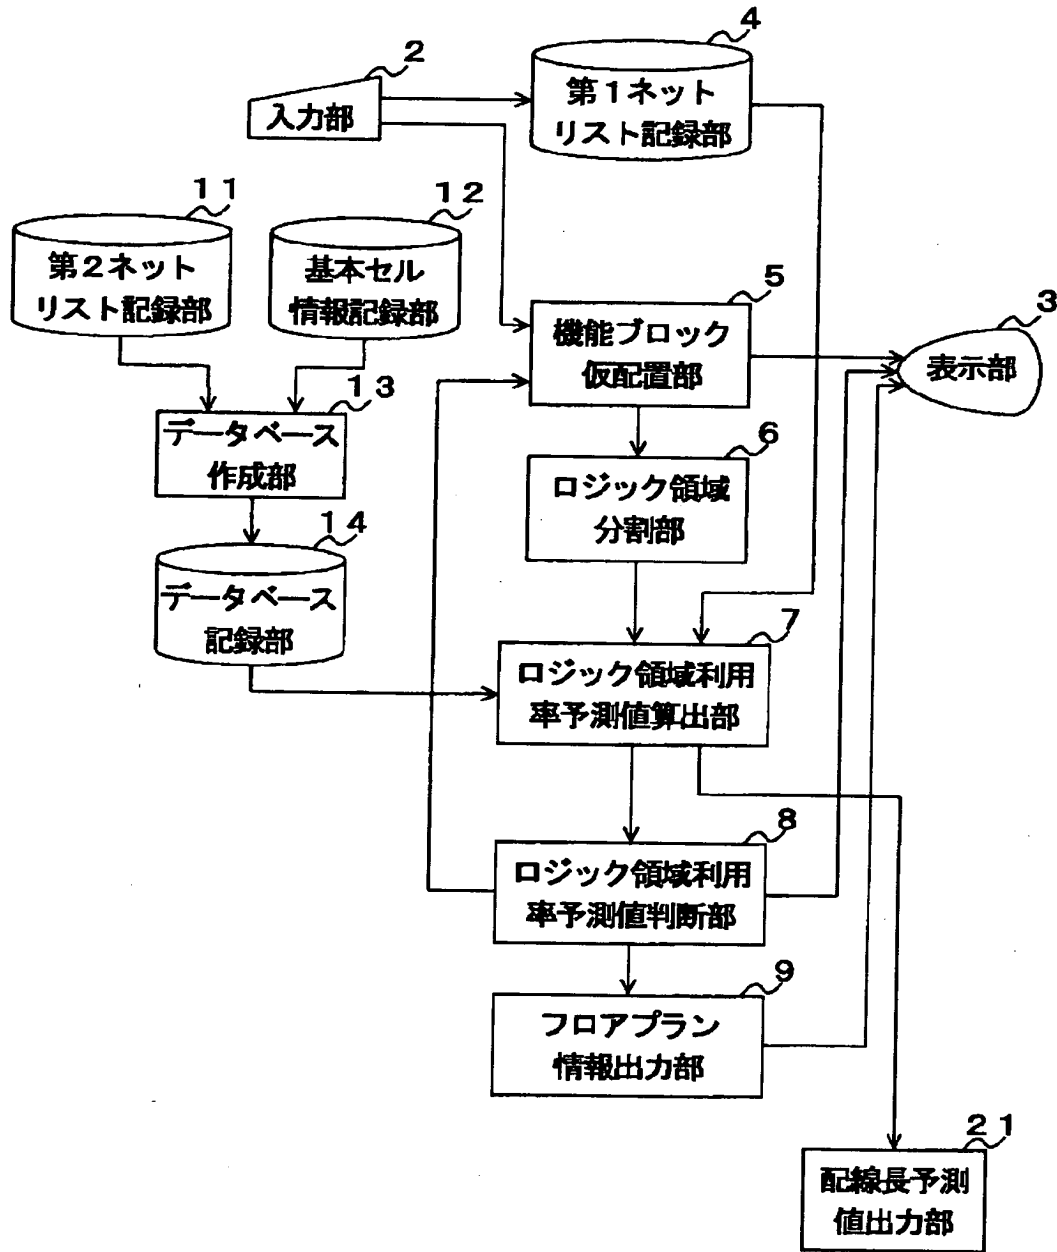 4
第１ネット
リスト記録部
2
入力部
１１
第２ネット
リスト記録部
１２
基本セル
情報記録部
5
機能ブロック
仮配置部
3
表示部
１３
データベース
作成部
6
ロジック領域
分割部
１４
データベース
記録部
7
ロジック領域利用
率予測値算出部
8
ロジック領域利用
率予測値判断部
9
フロアプラン
情報出力部
２１
配線長予測
値出力部